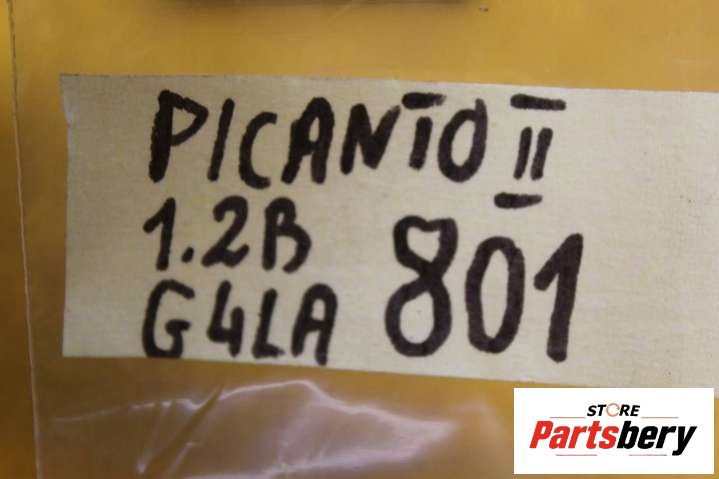 PICANTO II
1.2B
G4LA 801
STORE
Partsbery